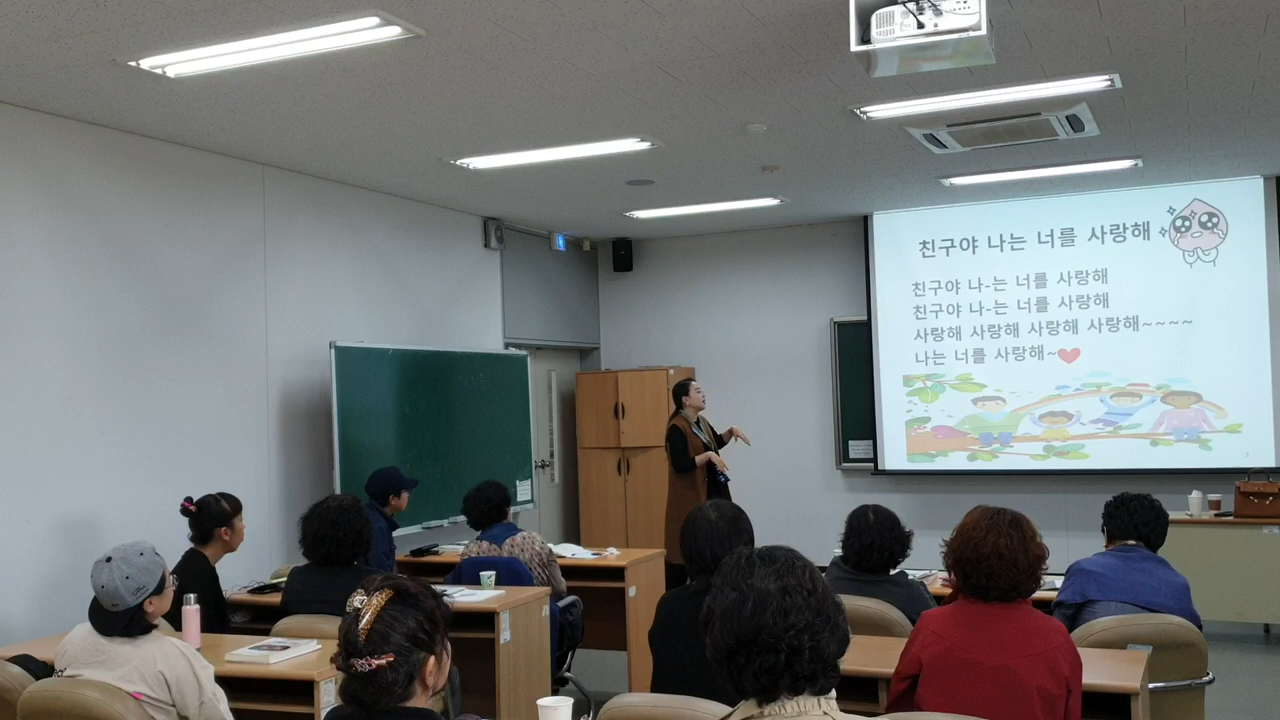 친구야 나는 너를 사랑해
친구야 나-는 너를 사랑해
친구야 나-는 너를 사랑해
사랑해 사랑해 사랑해 사랑해~~~~
나는 너를 사랑해~